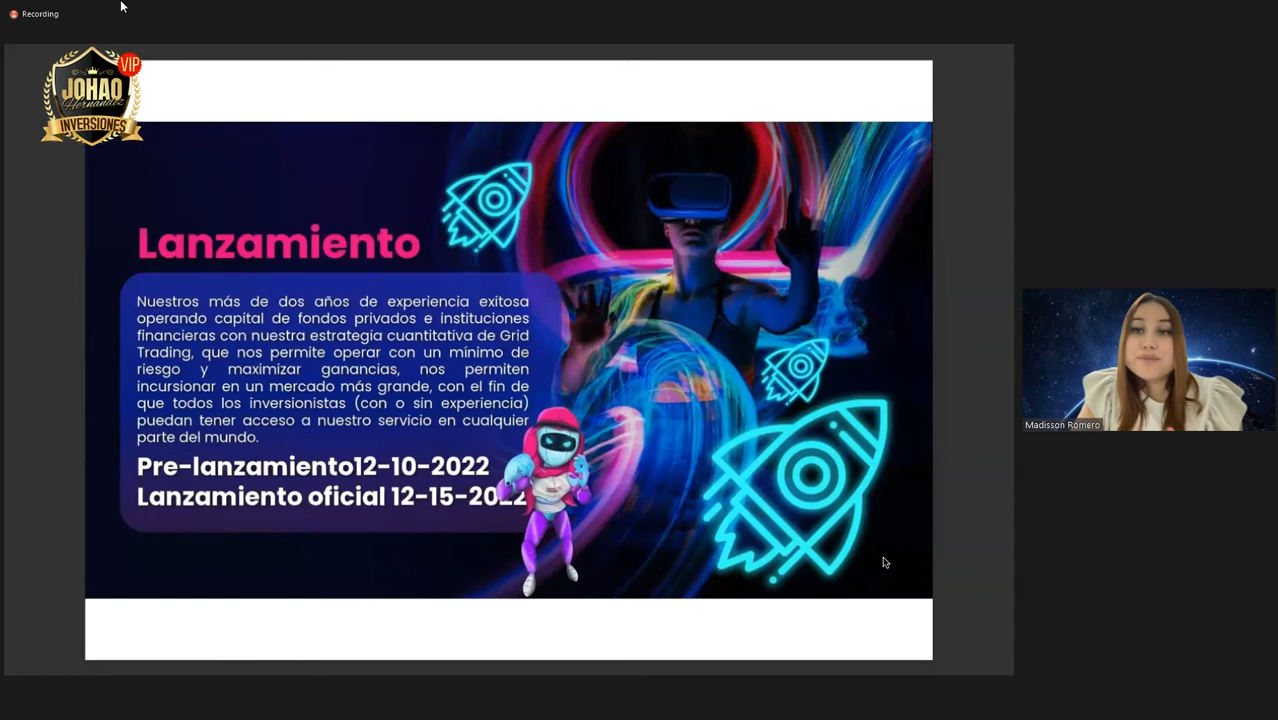 Recording
VIP
JOHAO
Hernandez
INVERSIONES
Lanzamiento
Nuestros más de dos años de experiencia exitosa
operando capital de fondos privados e instituciones
financieras con nuestra estrategia cuantitativa de Grid
Trading, que nos permite operar con un mínimo de
riesgo y maximizar ganancias, nos permiten
incursionar en un mercado más grande, con el fin de
que todos los inversionistas (con o sin experiencia)
puedan tener acceso a nuestro servicio en cualquier
parte del mundo.
Pre-lanzamiento12-10-2022
Lanzamiento oficial 12-15-2022
Madisson Romero